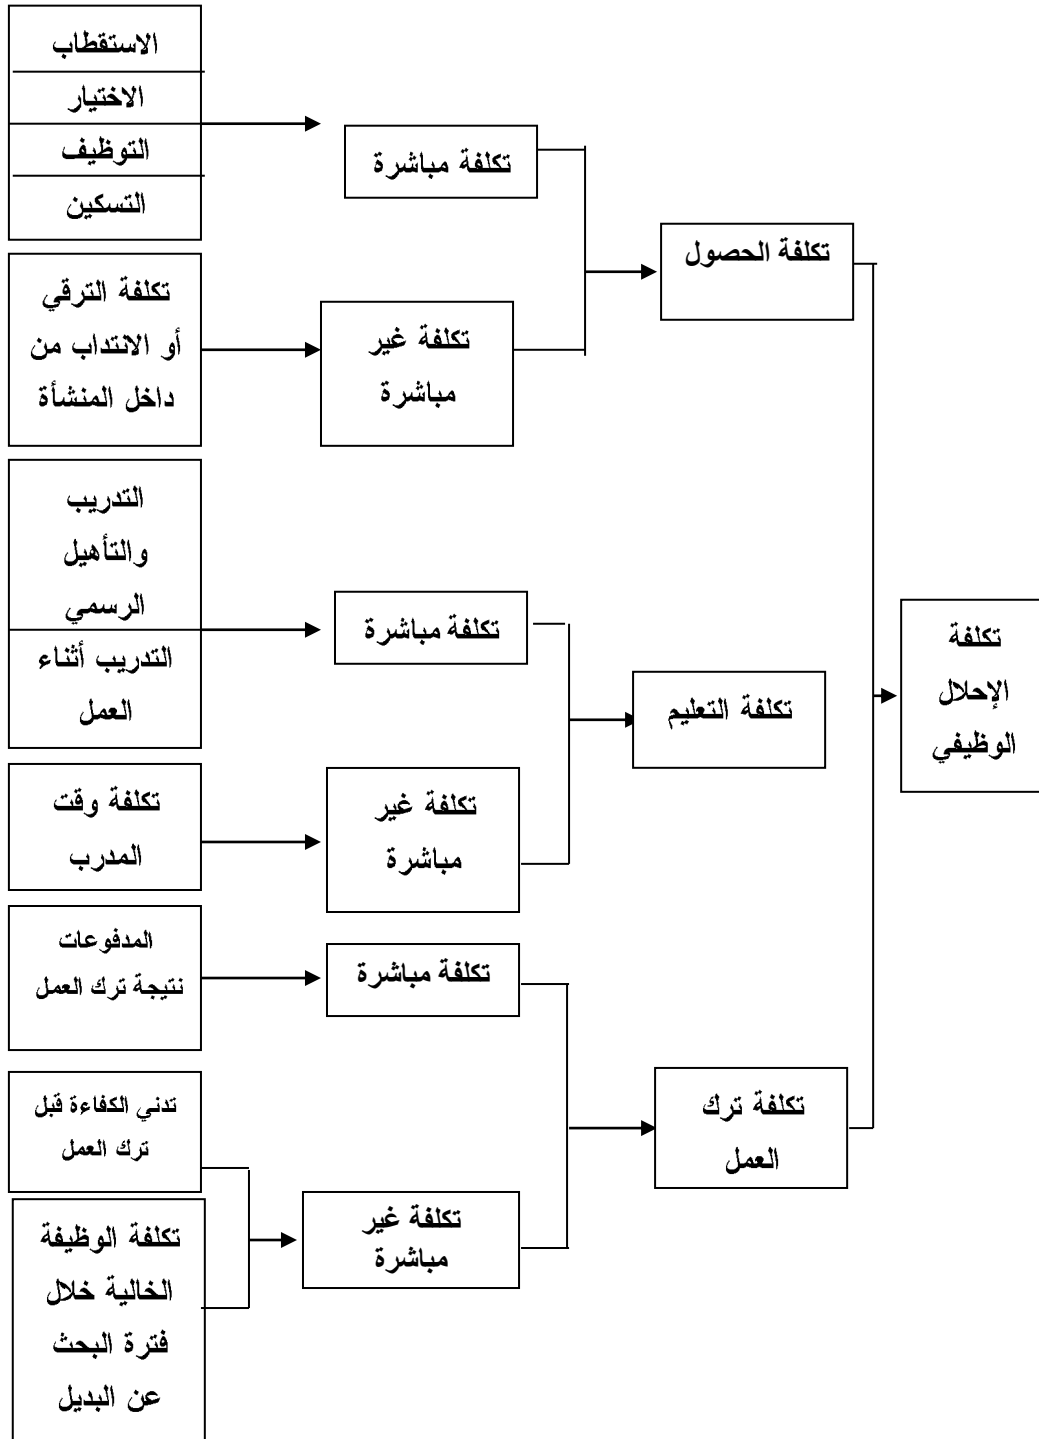 الاستقطاب
الاختيار
التوظيف
التسكين
تكلفة مباشرة
تكلفة الترقي
أو الانتداب من
داخل المنشأة
تكلفة غير
مباشرة
تكلفة الحصول
التدريب
والتأهيل
الرسمي
التدريب أثناء
العمل
تكلفة مباشرة
تكلفة وقت
المدرب
تكلفة غير
مباشرة
تكلفة التعليم
المدفوعات
نتيجة ترك العمل
تكلفة مباشرة
تدني الكفاءة قبل
ترك العمل
تكلفة الوظيفة
الخالية خلال
فترة البحث
عن البديل
تكلفة غير
مباشرة
تكلفة ترك
العمل
تكلفة
الإحلال
الوظيفي